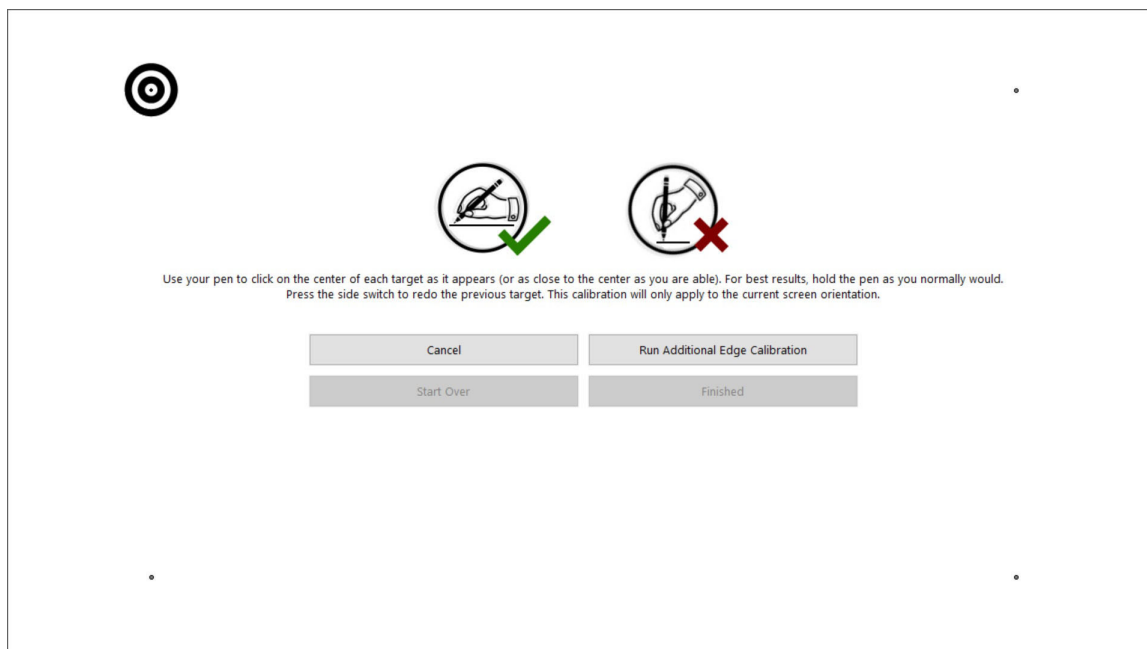 Use your pen to click on the center of each target as it appears (or as close to the center as you are able). For best results, hold the pen as you normally would.
Press the side switch to redo the previous target. This calibration will only apply to the current screen orientation.
Cancel
Run Additional Edge Calibration
Start Over
Finished